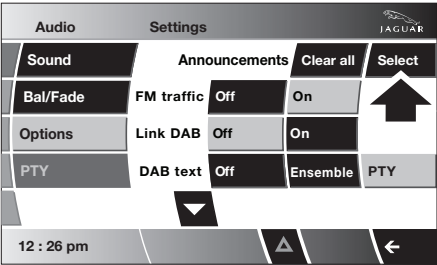 Audio Settings JAGUAR
Sound Announcements Clear all Select
Bal/Fade FM traffic Off On
Options Link DAB Off On
PTY DAB text Off Ensemble PTY
12 : 26 pm